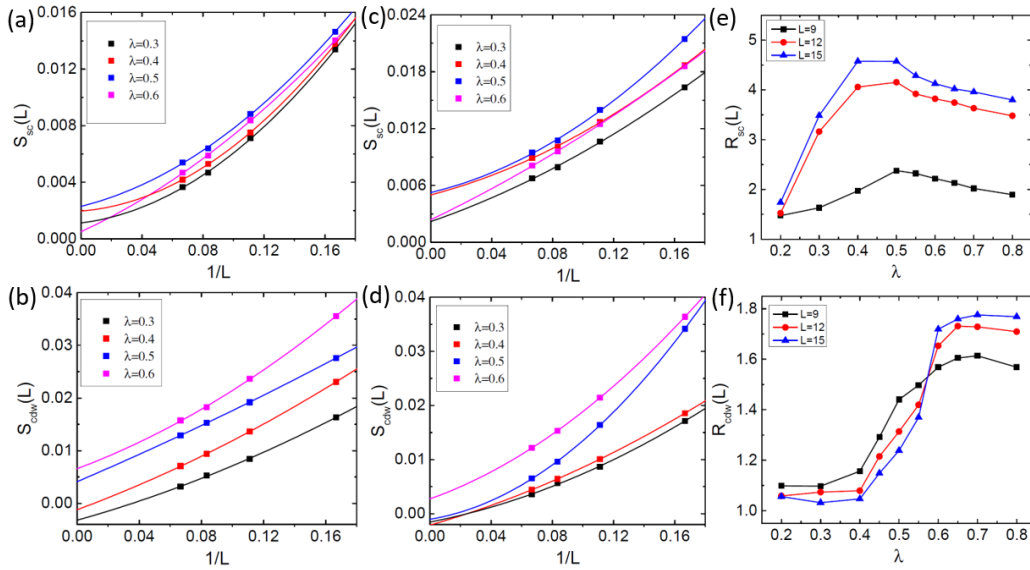 (a)
S_sc(L)
0.016
0.012
0.008
0.004
0.000
λ=0.3
λ=0.4
λ=0.5
λ=0.6
0.00 0.04 0.08 0.12 0.16
1/L
(c)
S_sc(L)
0.024
0.018
0.012
0.006
0.000
λ=0.3
λ=0.4
λ=0.5
λ=0.6
0.00 0.04 0.08 0.12 0.16
1/L
(e)
R_sc(L)
5
4
3
2
1
L=9
L=12
L=15
0.2 0.3 0.4 0.5 0.6 0.7 0.8
λ
(b)
S_cdw(L)
0.04
0.03
0.02
0.01
0.00
λ=0.3
λ=0.4
λ=0.5
λ=0.6
0.00 0.04 0.08 0.12 0.16
1/L
(d)
S_cdw(L)
0.04
0.03
0.02
0.01
0.00
λ=0.3
λ=0.4
λ=0.5
λ=0.6
0.00 0.04 0.08 0.12 0.16
1/L
(f)
R_cdw(L)
1.8
1.6
1.4
1.2
1.0
L=9
L=12
L=15
0.2 0.3 0.4 0.5 0.6 0.7 0.8
λ